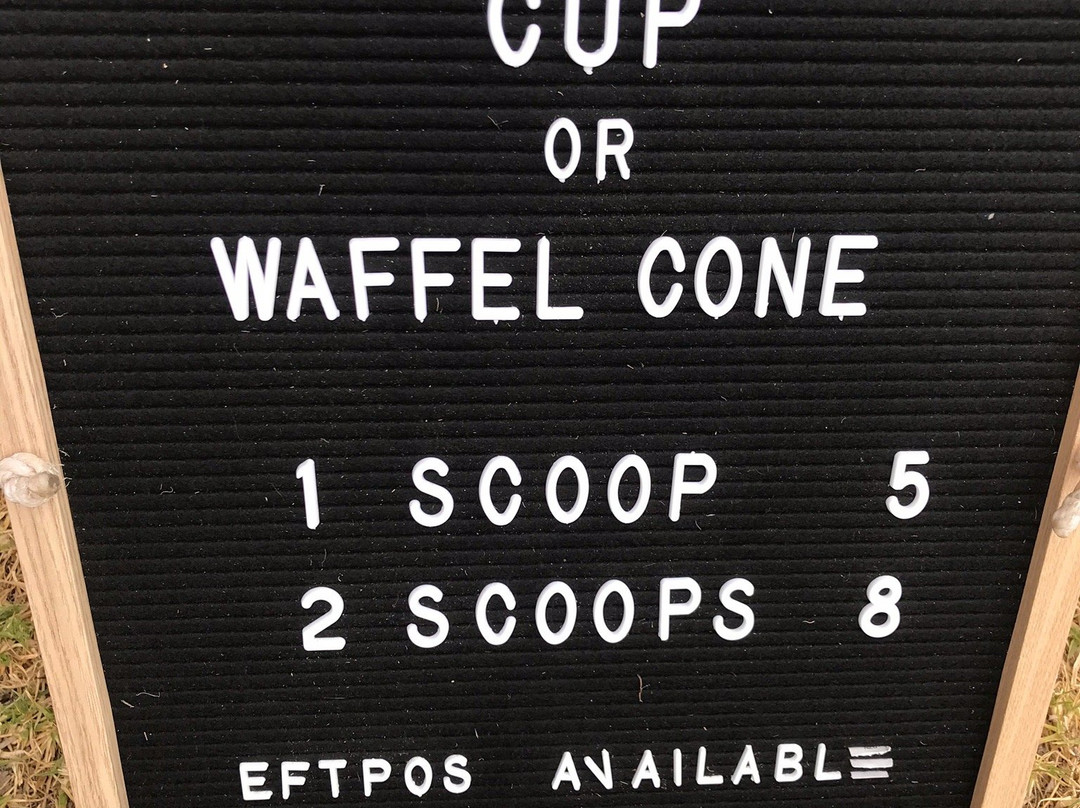 CUP
OR
WAFFEL CONE
1 SCOOP 5
2 SCOOPS 8
EFTPOS AVAILABLE